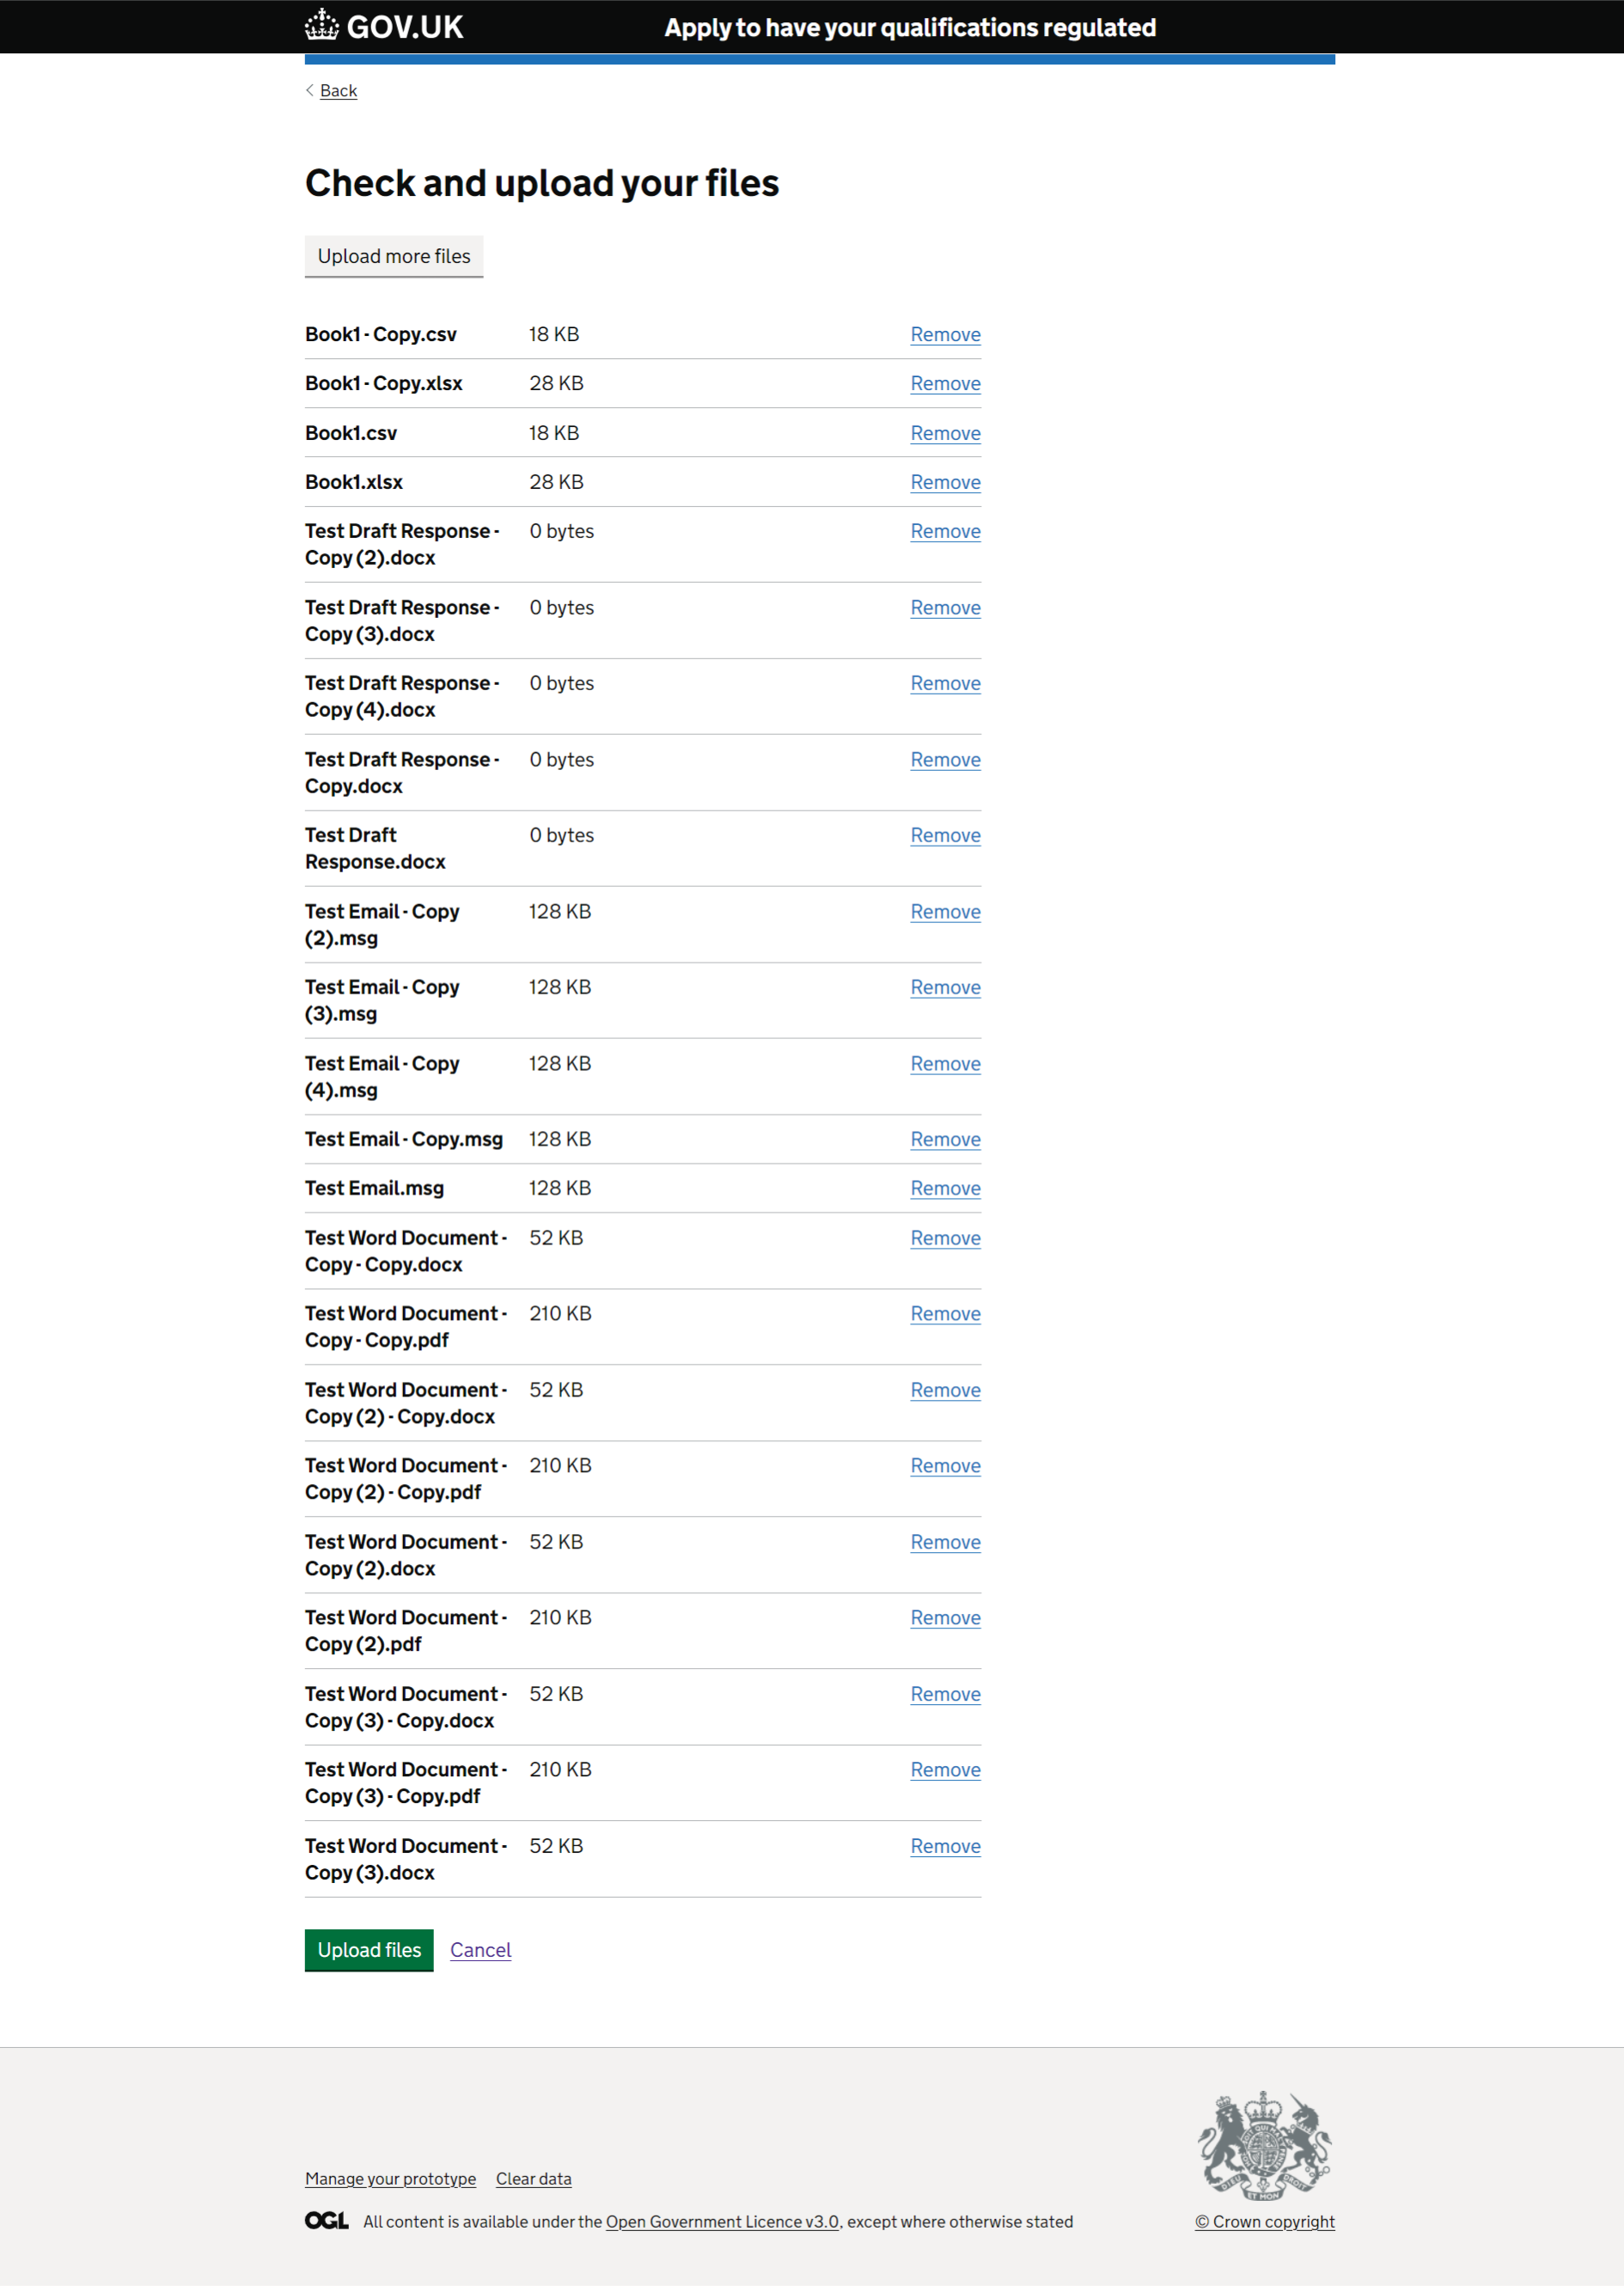 GOV.UK
Apply to have your qualifications regulated
Back
Check and upload your files
Upload more files
Book1 - Copy.csv 18 KB Remove
Book1 - Copy.xlsx 28 KB Remove
Book1.csv 18 KB Remove
Book1.xlsx 28 KB Remove
Test Draft Response - 0 bytes Remove
Copy (2).docx
Test Draft Response - 0 bytes Remove
Copy (3).docx
Test Draft Response - 0 bytes Remove
Copy (4).docx
Test Draft Response - 0 bytes Remove
Copy.docx
Test Draft 0 bytes Remove
Response.docx
Test Email - Copy 128 KB Remove
(2).msg
Test Email - Copy 128 KB Remove
(3).msg
Test Email - Copy 128 KB Remove
(4).msg
Test Email - Copy.msg 128 KB Remove
Test Email.msg 128 KB Remove
Test Word Document - 52 KB Remove
Copy - Copy.docx
Test Word Document - 210 KB Remove
Copy - Copy.pdf
Test Word Document - 52 KB Remove
Copy (2) - Copy.docx
Test Word Document - 210 KB Remove
Copy (2) - Copy.pdf
Test Word Document - 52 KB Remove
Copy (2).docx
Test Word Document - 210 KB Remove
Copy (2).pdf
Test Word Document - 52 KB Remove
Copy (3) - Copy.docx
Test Word Document - 210 KB Remove
Copy (3) - Copy.pdf
Test Word Document - 52 KB Remove
Copy (3).docx
Upload files Cancel
Manage your prototype Clear data
OGL All content is available under the Open Government Licence v3.0, except where otherwise stated
© Crown copyright